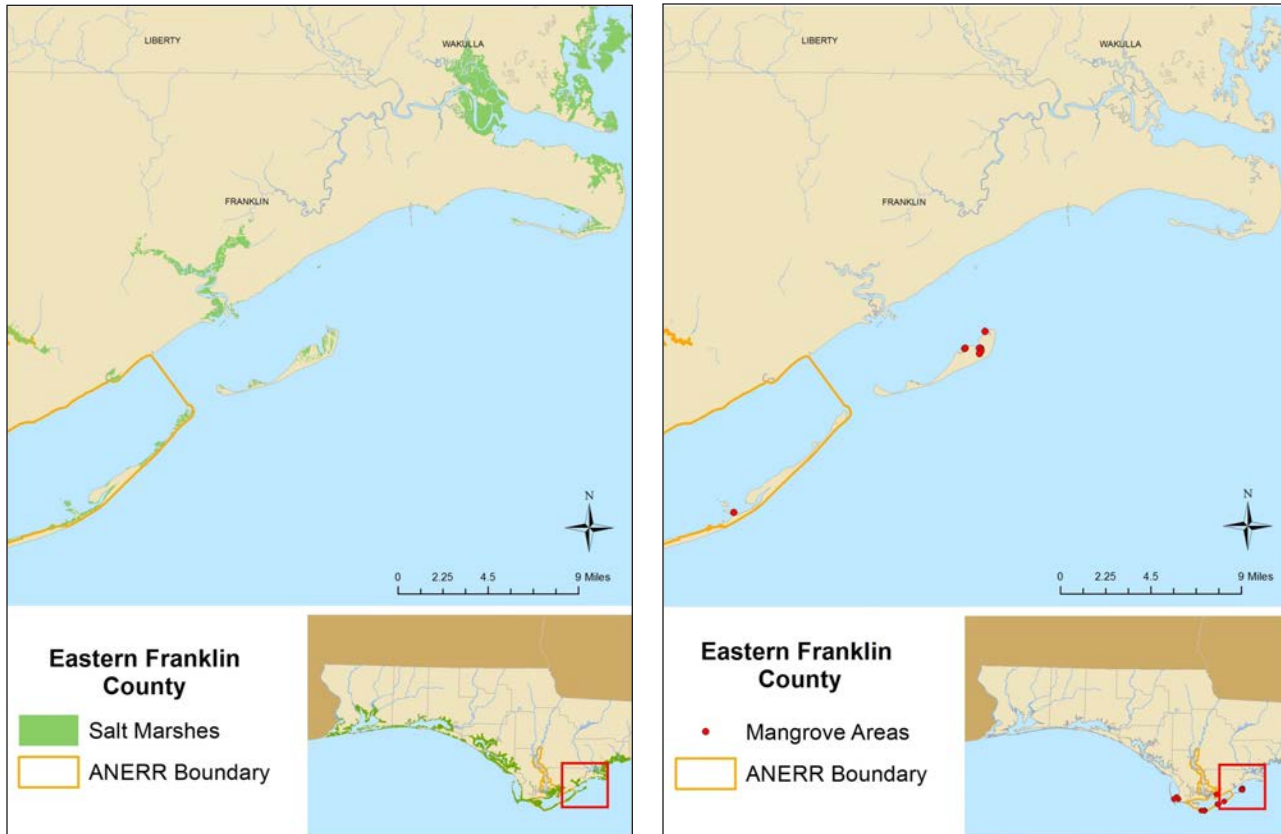 LIBERTY
WAKULLA
FRANKLIN
N
0 2.25 4.5 9 Miles
Eastern Franklin
County
Salt Marshes
ANERR Boundary
LIBERTY
WAKULLA
FRANKLIN
N
0 2.25 4.5 9 Miles
Eastern Franklin
County
Mangrove Areas
ANERR Boundary